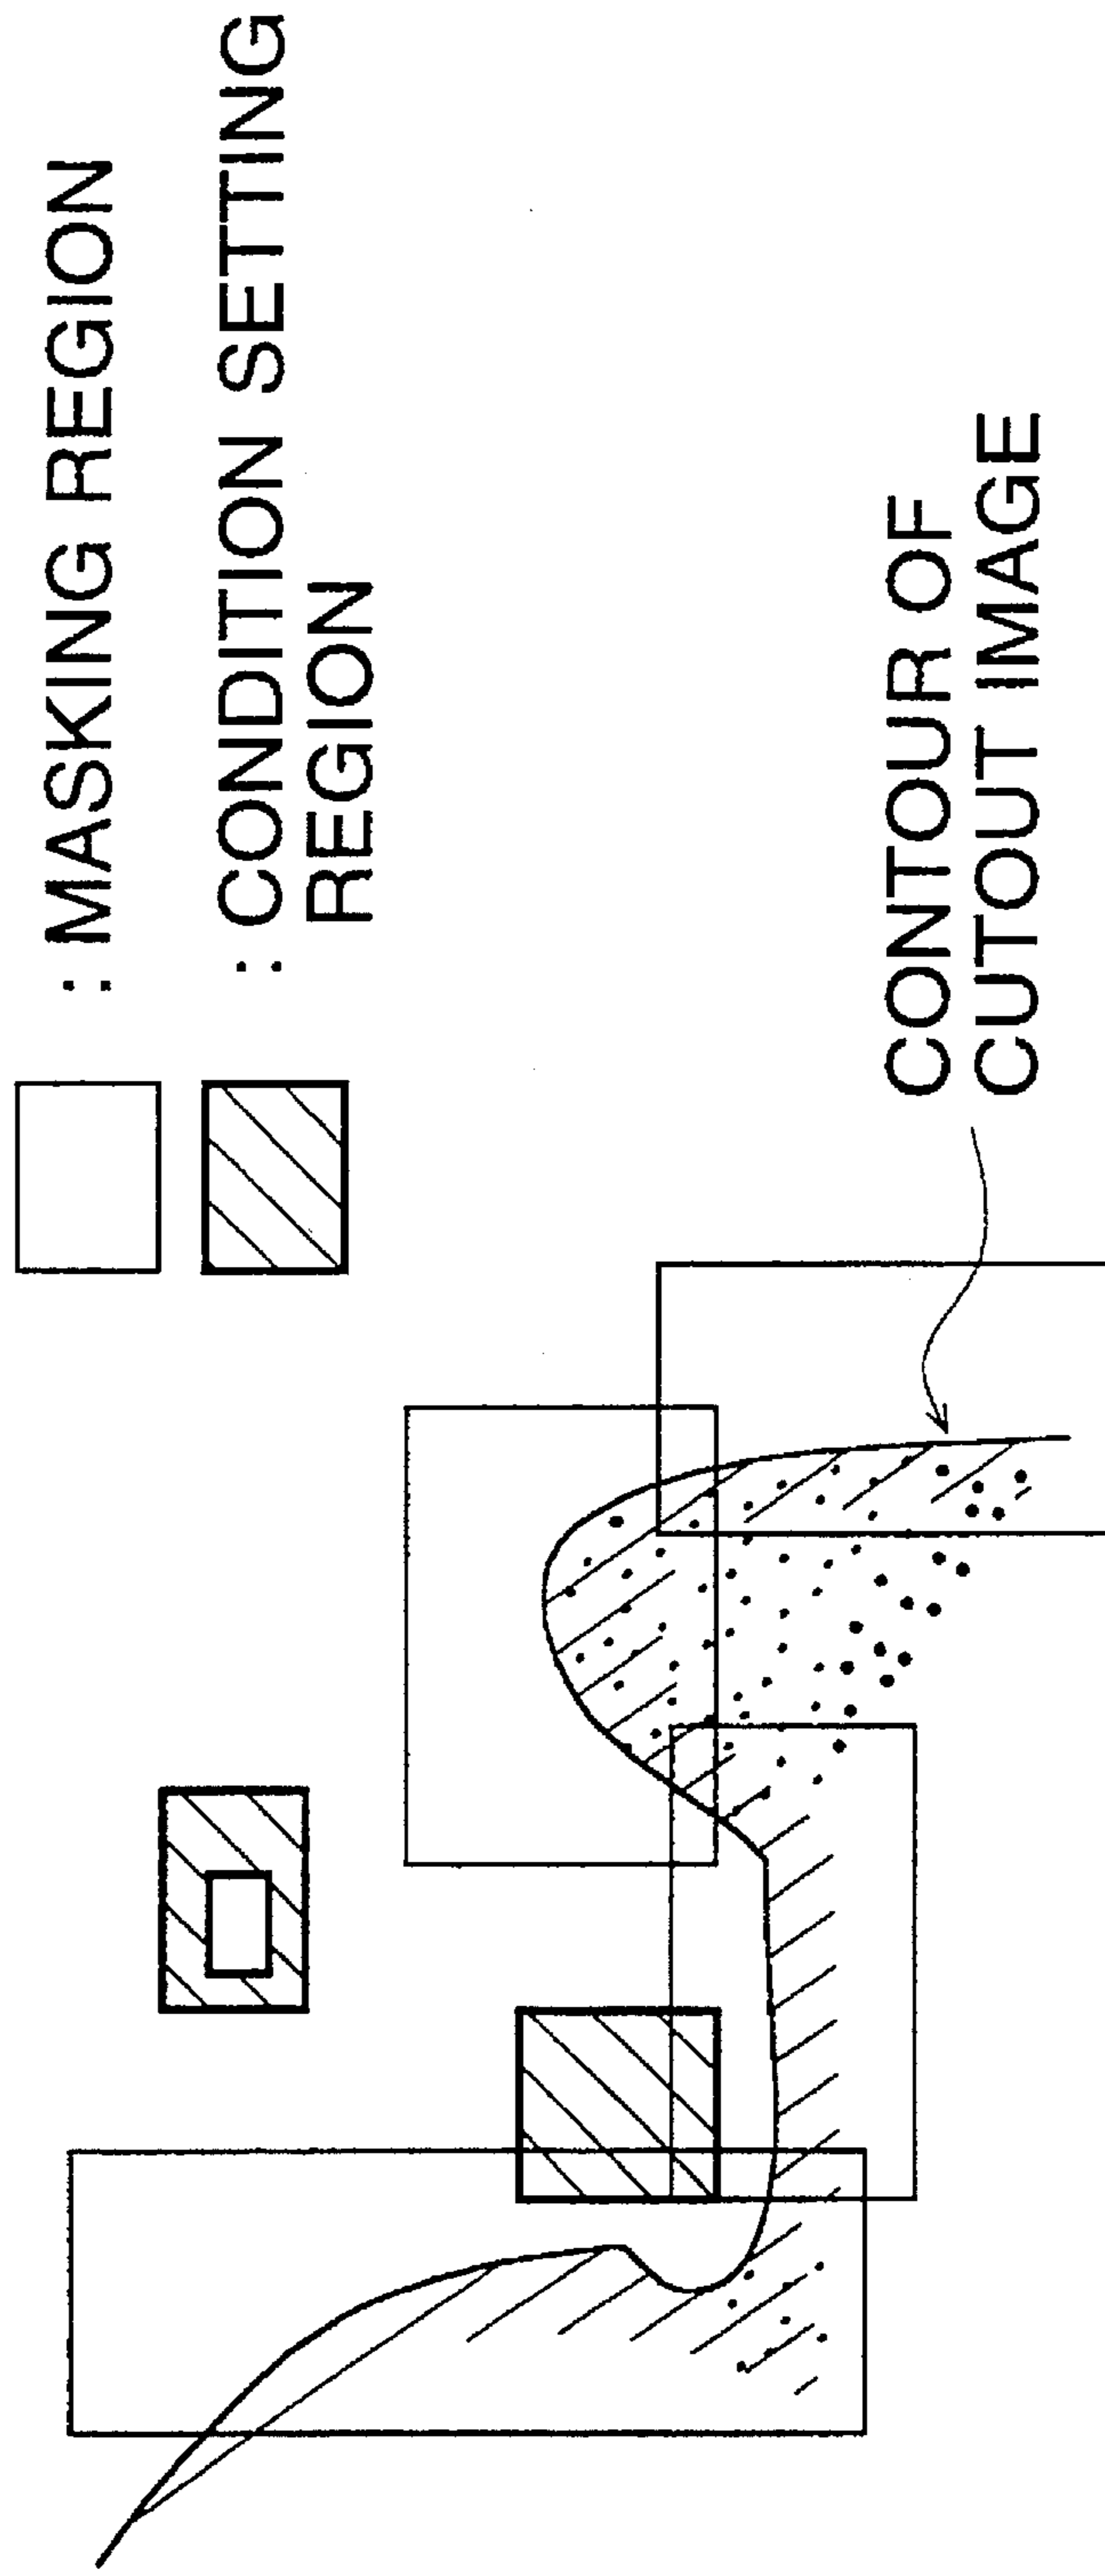 : MASKING REGION
: CONDITION SETTING
REGION
CONTOUR OF
CUTOUT IMAGE